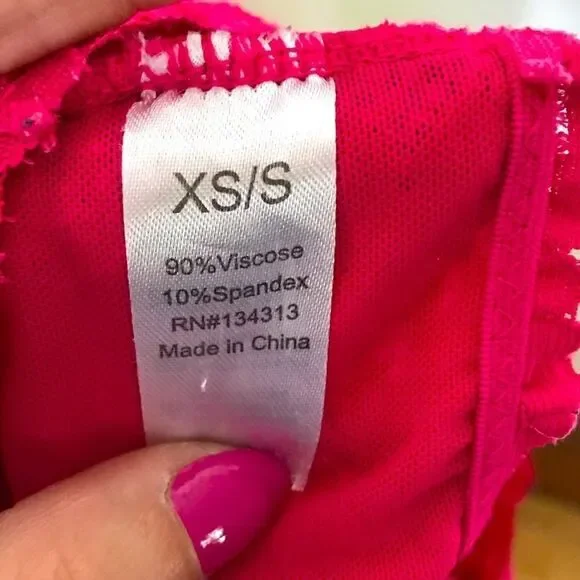 XS/S
90%Viscose
10%Spandex
RN#134313
Made in China